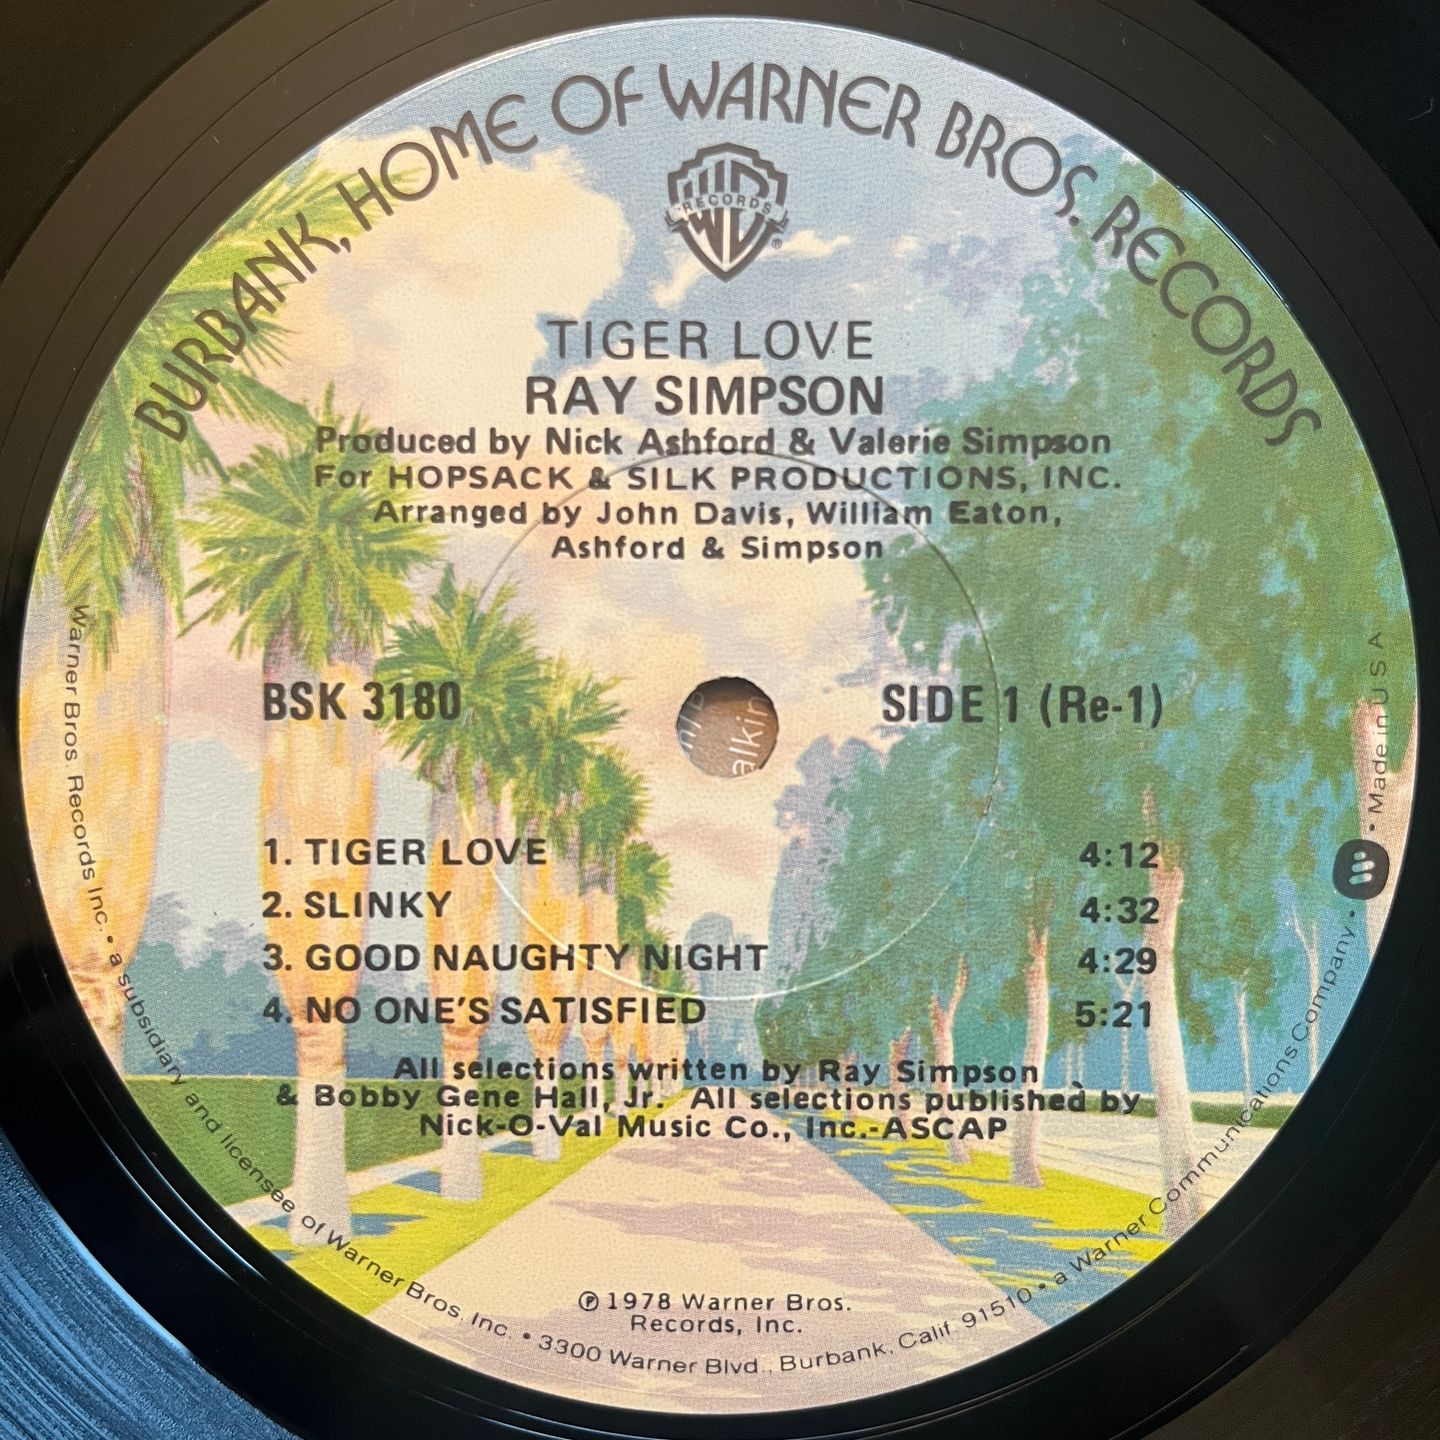 BURBANK, HOME OF WARNER BROS. RECORDS
RECORDS
®
TIGER LOVE
RAY SIMPSON
Produced by Nick Ashford & Valerie Simpson
For HOPSACK & SILK PRODUCTIONS, INC.
Arranged by John Davis, William Eaton,
Ashford & Simpson
BSK 3180
SIDE 1 (Re-1)
1. TIGER LOVE 4:12
2. SLINKY 4:32
3. GOOD NAUGHTY NIGHT 4:29
4. NO ONE'S SATISFIED 5:21
All selections written by Ray Simpson
& Bobby Gene Hall, Jr. All selections published by
Nick-O-Val Music Co., Inc.-ASCAP
℗ 1978 Warner Bros.
Records, Inc.
Warner Bros. Records Inc. • a subsidiary and licensee of Warner Bros. Inc. • 3300 Warner Blvd., Burbank, Calif. 91510 • a Warner Communications Company • Made in U S A